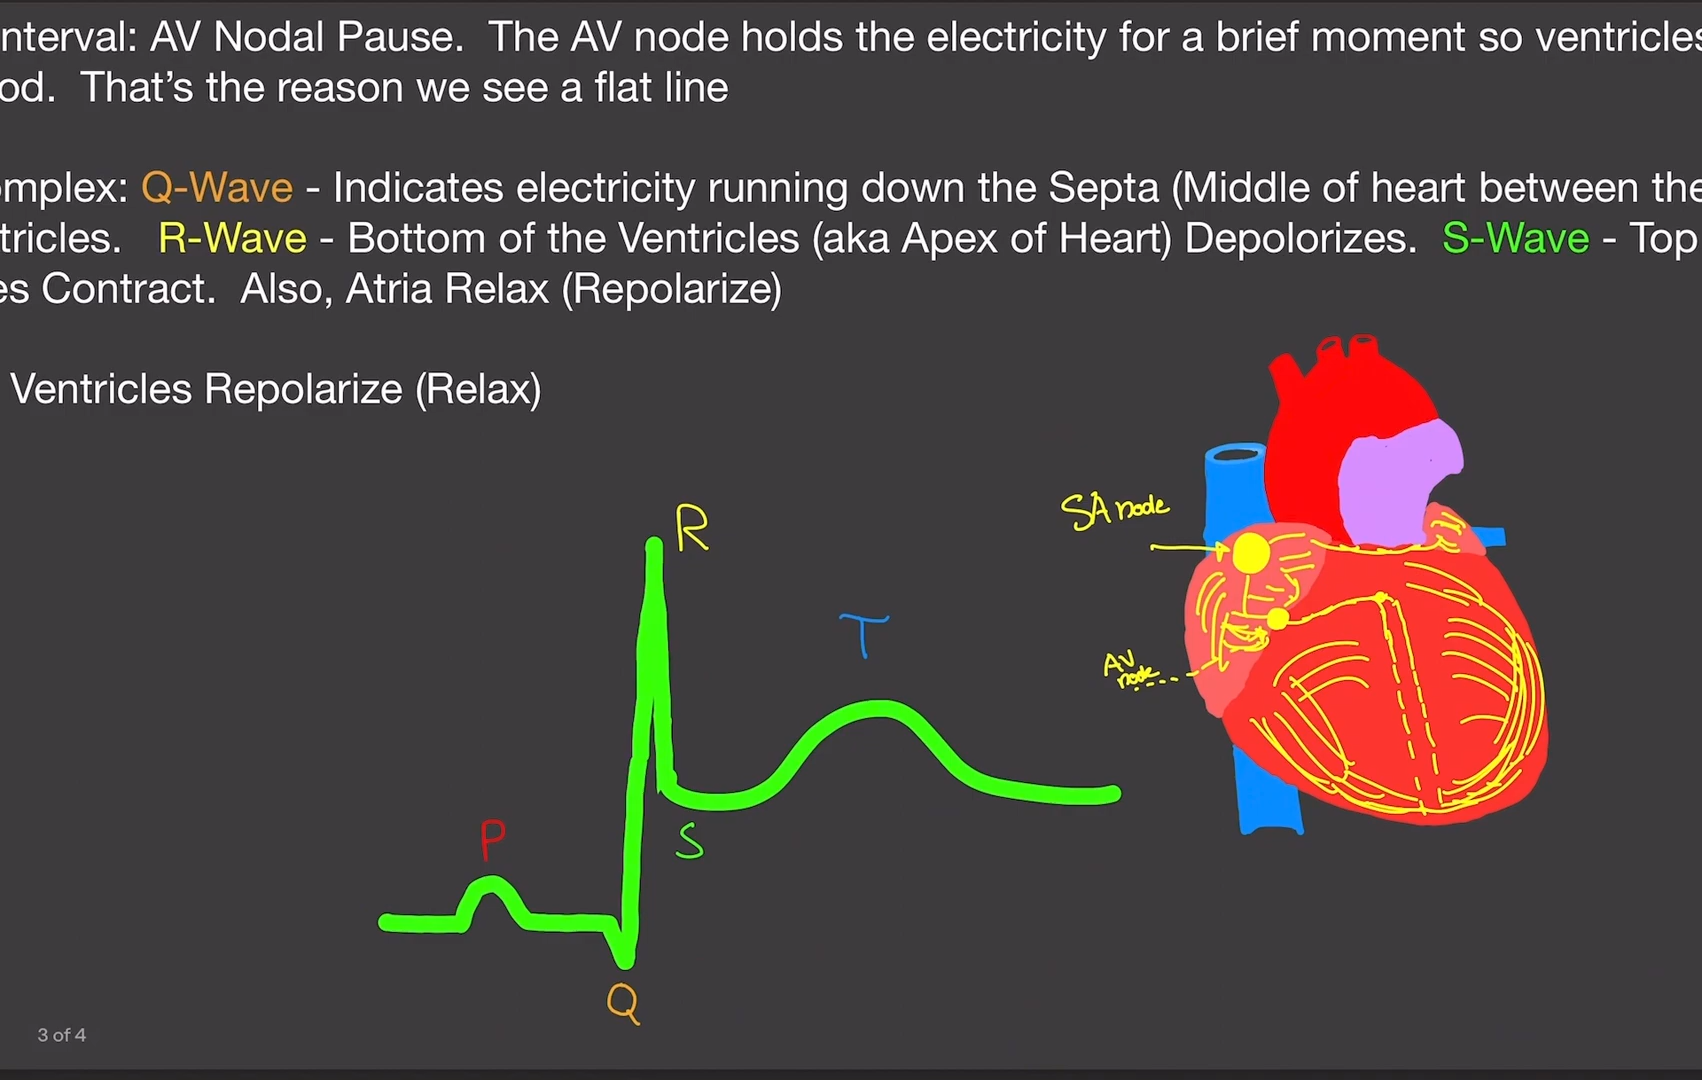 nterval: AV Nodal Pause.  The AV node holds the electricity for a brief moment so ventricles
od.  That’s the reason we see a flat line
omplex: Q-Wave - Indicates electricity running down the Septa (Middle of heart between the
tricles.   R-Wave - Bottom of the Ventricles (aka Apex of Heart) Depolorizes.  S-Wave - Top
es Contract.  Also, Atria Relax (Repolarize)
Ventricles Repolarize (Relax)
SA node
R
T
AV
node
P
S
Q
3 of 4